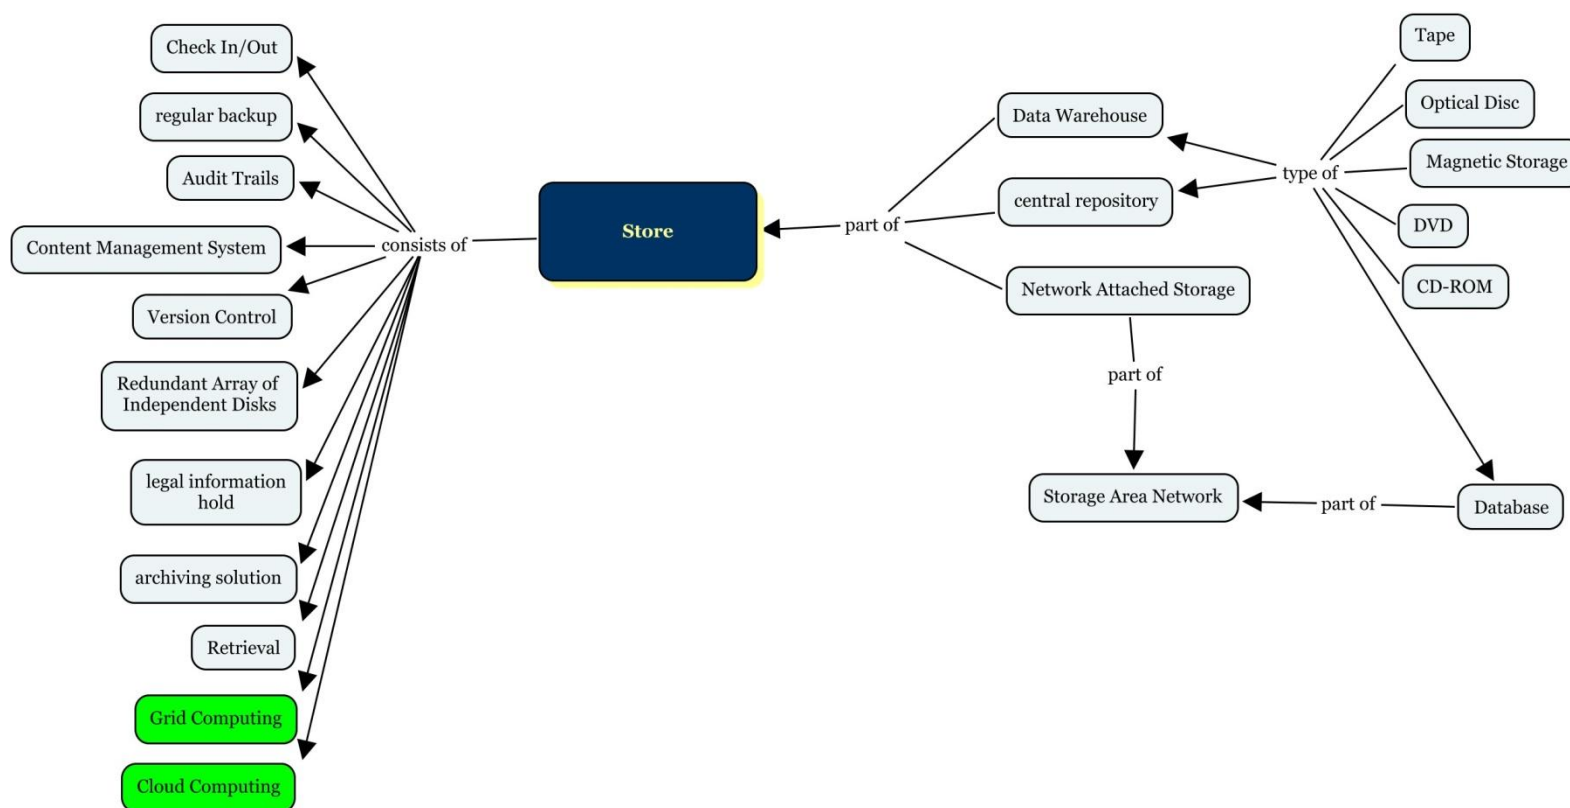 Check In/Out
regular backup
Audit Trails
Content Management System
Version Control
Redundant Array of
Independent Disks
legal information
hold
archiving solution
Retrieval
Grid Computing
Cloud Computing
consists of
Store
part of
Data Warehouse
central repository
Network Attached Storage
part of
Storage Area Network
type of
Tape
Optical Disc
Magnetic Storage
DVD
CD-ROM
part of
Database